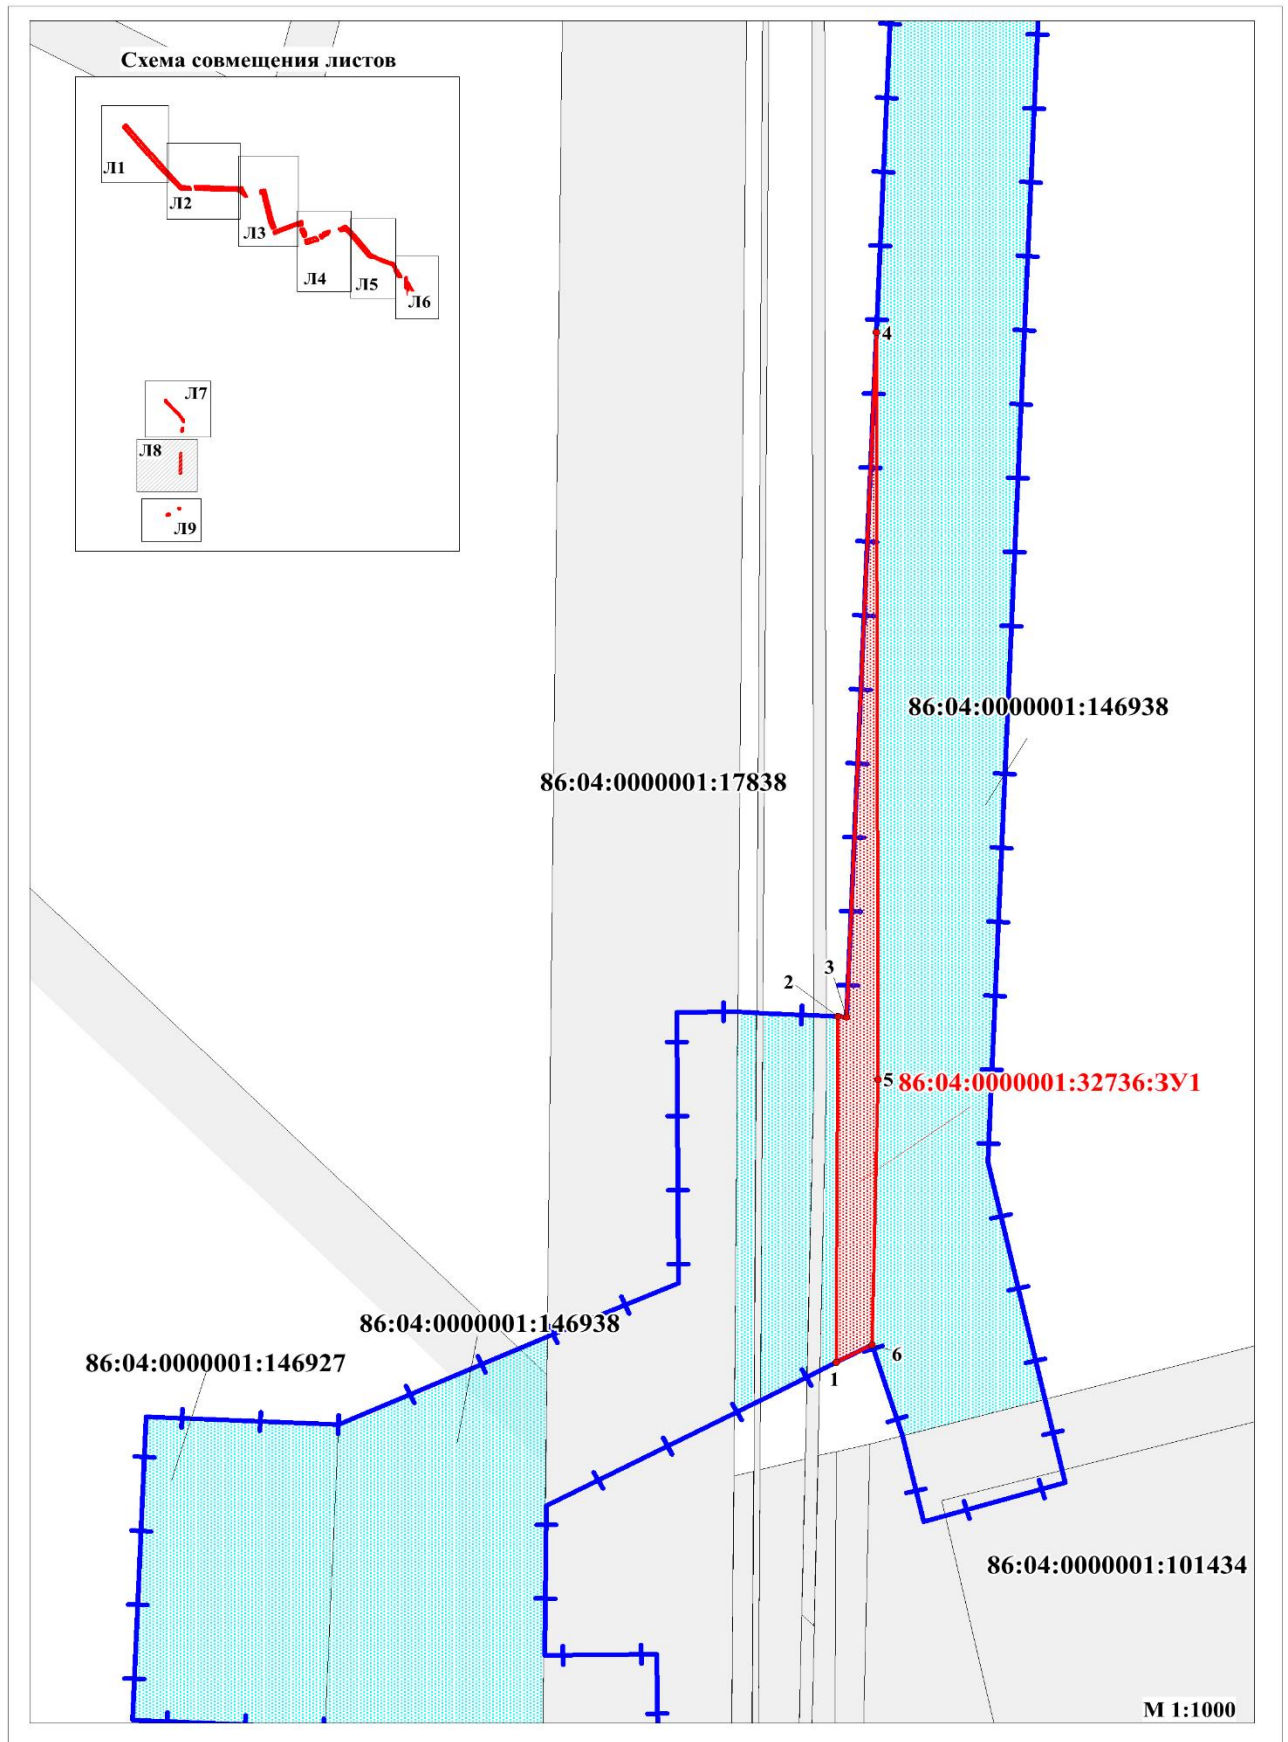 Схема совмещения листов
Л1
Л2
Л3
Л4
Л5
Л6
Л7
Л8
Л9
4
86:04:0000001:146938
86:04:0000001:17838
3
2
5
86:04:0000001:32736:ЗУ1
86:04:0000001:146938
6
86:04:0000001:146927
1
86:04:0000001:101434
М 1:1000